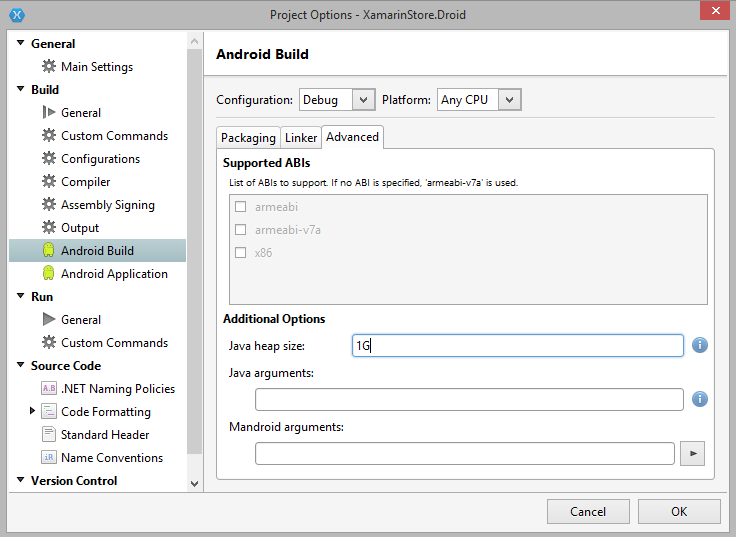 Project Options - XamarinStore.Droid
General
Main Settings
Build
General
Custom Commands
Configurations
Compiler
Assembly Signing
Output
Android Build
Android Application
Run
General
Custom Commands
Source Code
A.B .NET Naming Policies
Code Formatting
Standard Header
iR Name Conventions
Version Control
Android Build
Configuration: Debug Platform: Any CPU
Packaging Linker Advanced
Supported ABIs
List of ABIs to support. If no ABI is specified, 'armeabi-v7a' is used.
armeabi
armeabi-v7a
x86
Additional Options
Java heap size: 1G
Java arguments:
Mandroid arguments:
Cancel OK